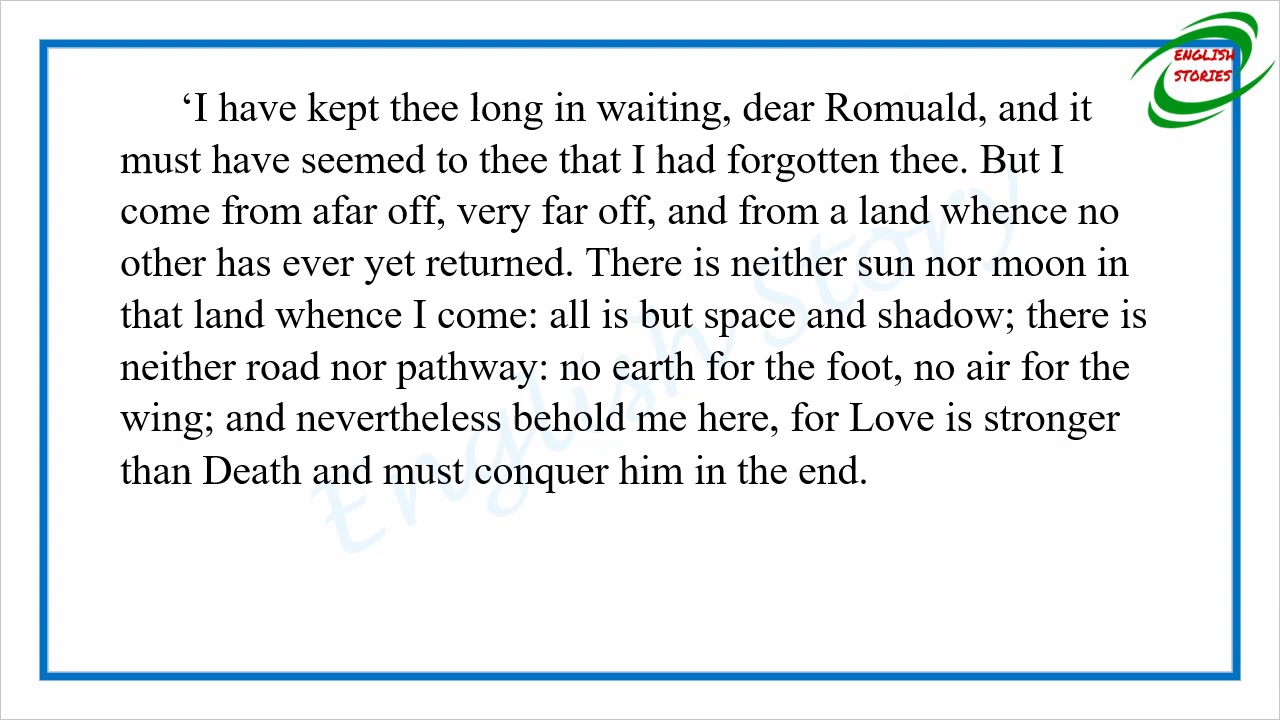 ENGLISH
STORIES
‘I have kept thee long in waiting, dear Romuald, and it
must have seemed to thee that I had forgotten thee. But I
come from afar off, very far off, and from a land whence no
other has ever yet returned. There is neither sun nor moon in
that land whence I come: all is but space and shadow; there is
neither road nor pathway: no earth for the foot, no air for the
wing; and nevertheless behold me here, for Love is stronger
than Death and must conquer him in the end.
English Story